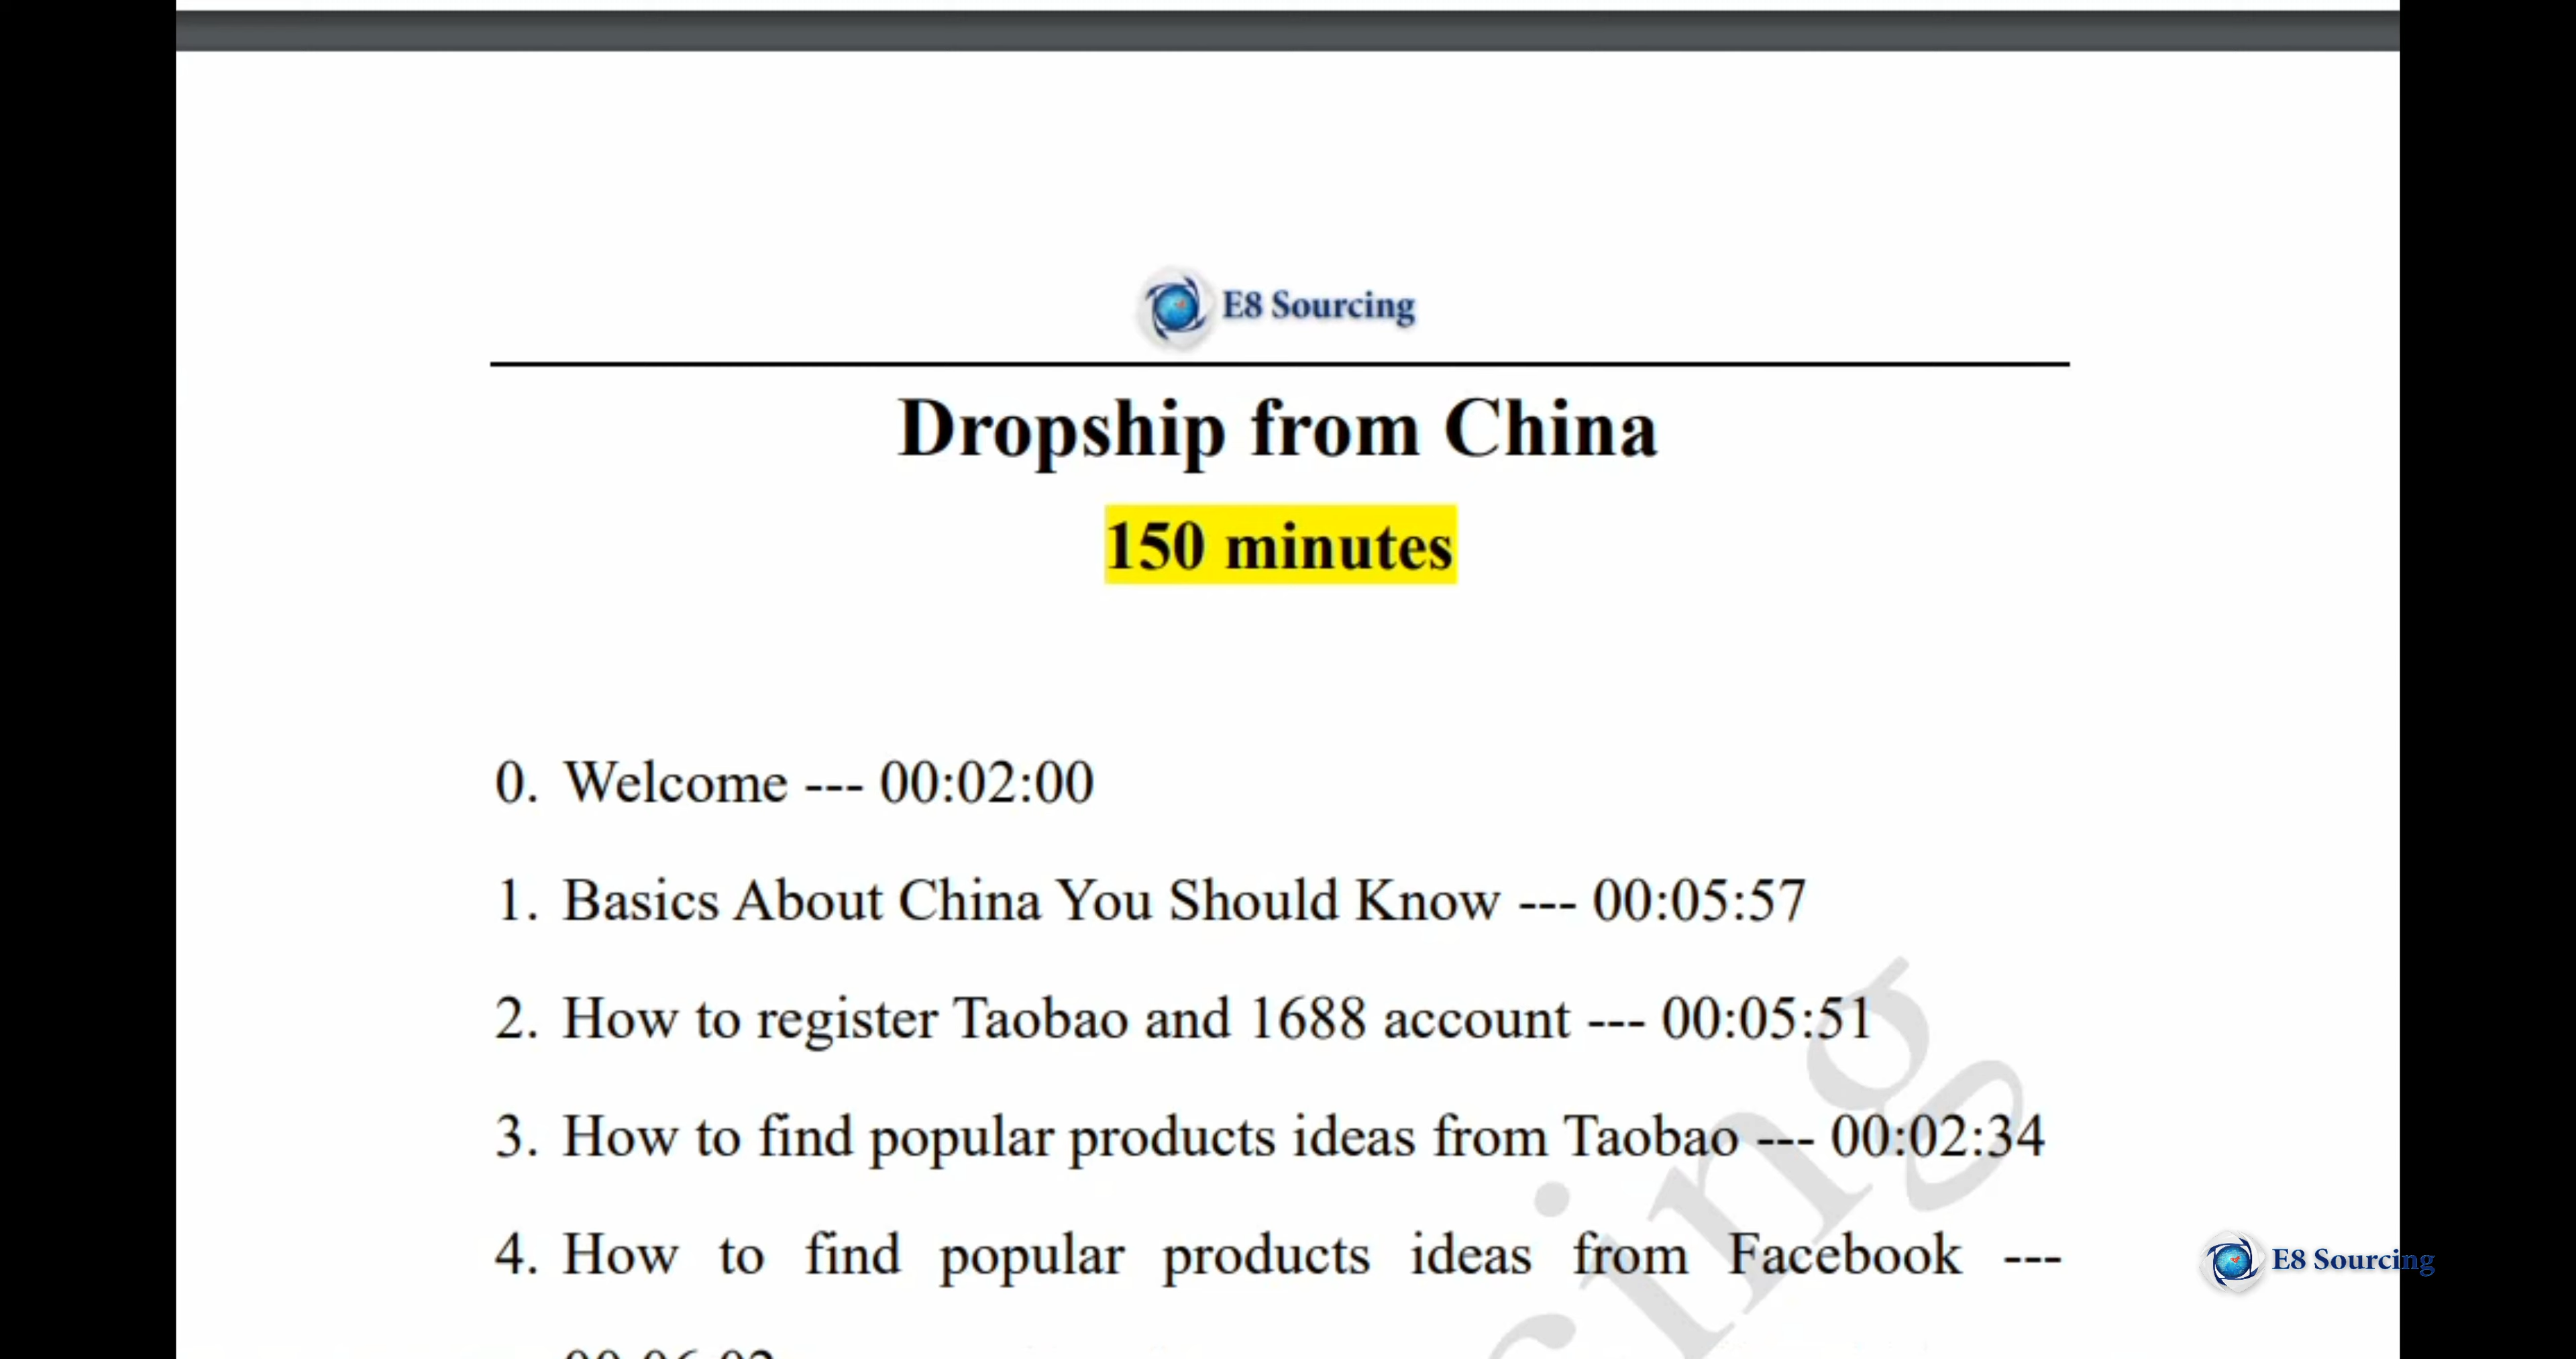 E8 Sourcing
Dropship from China
150 minutes
0. Welcome --- 00:02:00
1. Basics About China You Should Know --- 00:05:57
2. How to register Taobao and 1688 account --- 00:05:51
3. How to find popular products ideas from Taobao --- 00:02:34
4. How to find popular products ideas from Facebook ---
E8 Sourcing